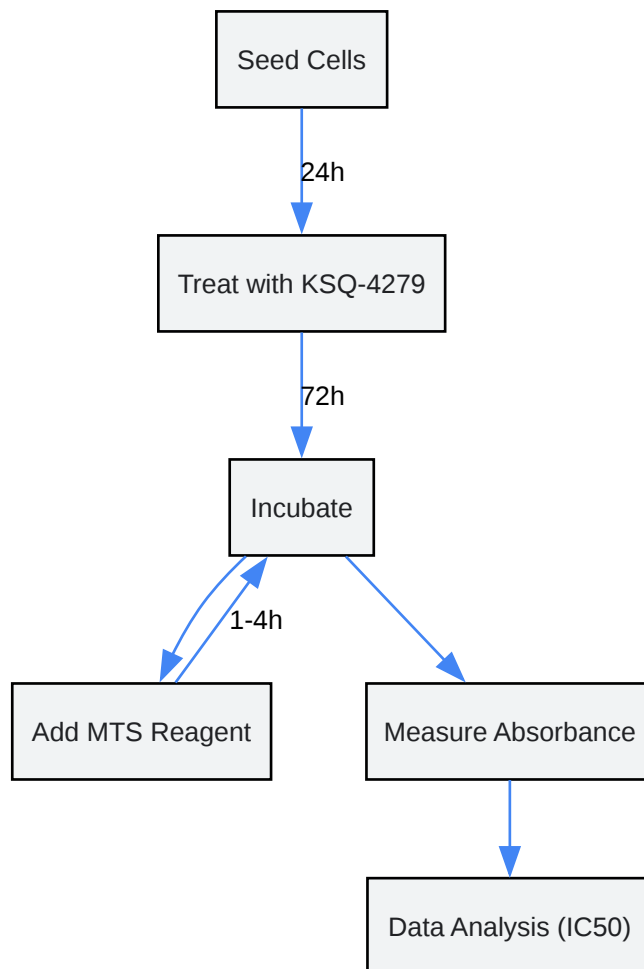 Seed Cells
24h
Treat with KSQ-4279
72h
Incubate
1-4h
Add MTS Reagent
Measure Absorbance
Data Analysis (IC50)